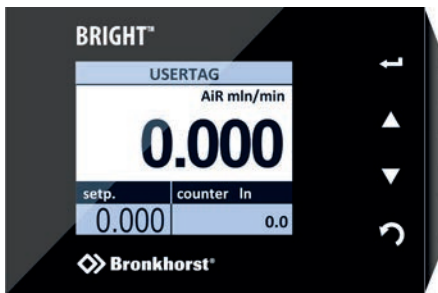 BRIGHT™
USERTAG
AiR mln/min
0.000
setp. counter ln
0.000 0.0
Bronkhorst®